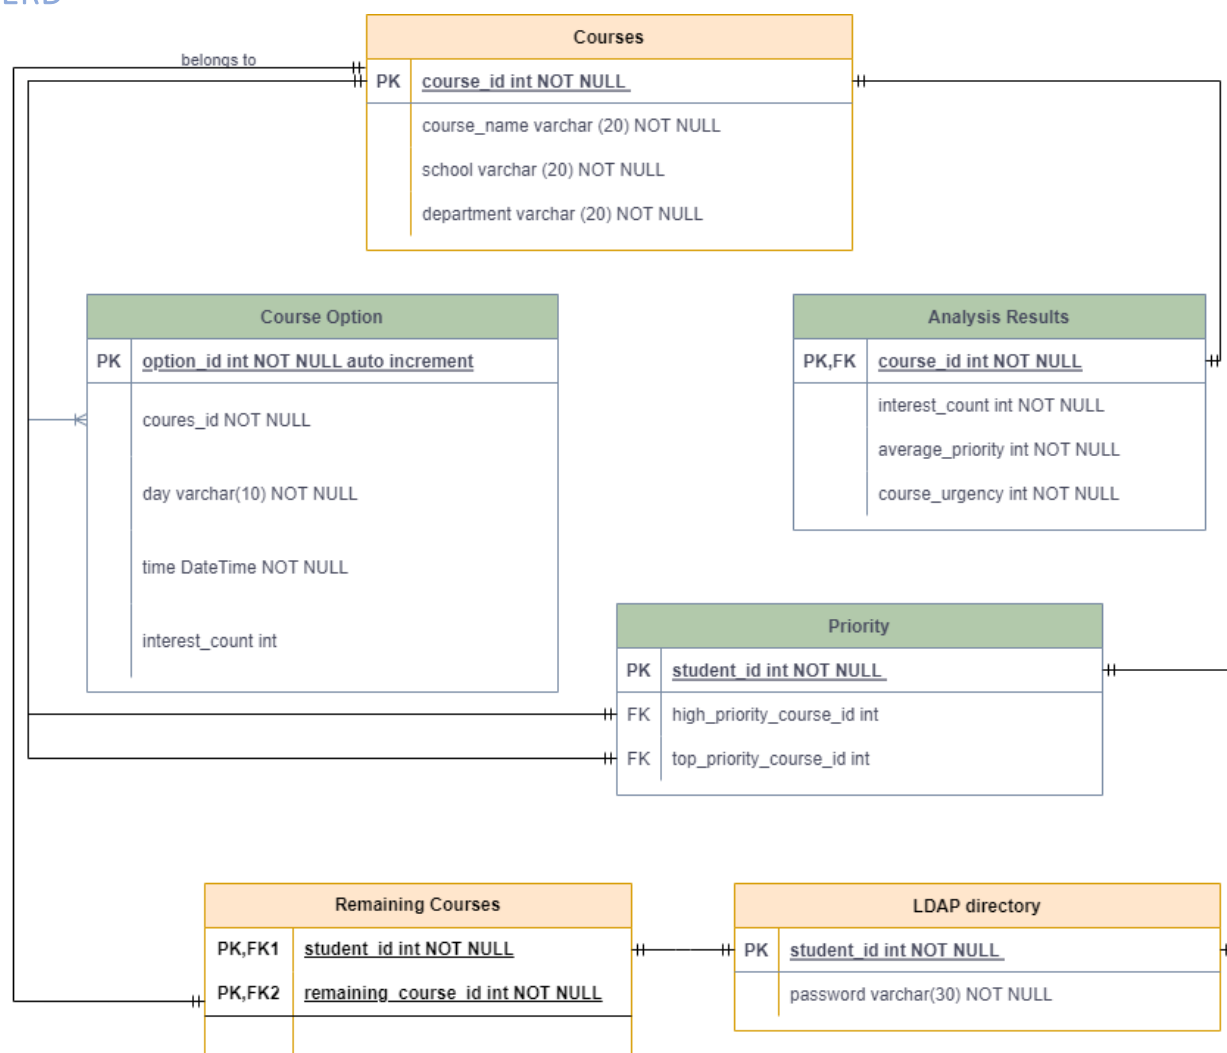 ERD
belongs to
Courses
PK course_id int NOT NULL
course_name varchar (20) NOT NULL
school varchar (20) NOT NULL
department varchar (20) NOT NULL
Course Option
PK option_id int NOT NULL auto increment
coures_id NOT NULL
day varchar(10) NOT NULL
time DateTime NOT NULL
interest_count int
Analysis Results
PK,FK course_id int NOT NULL
interest_count int NOT NULL
average_priority int NOT NULL
course_urgency int NOT NULL
Priority
PK student_id int NOT NULL
FK high_priority_course_id int
FK top_priority_course_id int
Remaining Courses
PK,FK1 student_id int NOT NULL
PK,FK2 remaining_course_id int NOT NULL
LDAP directory
PK student_id int NOT NULL
password varchar(30) NOT NULL